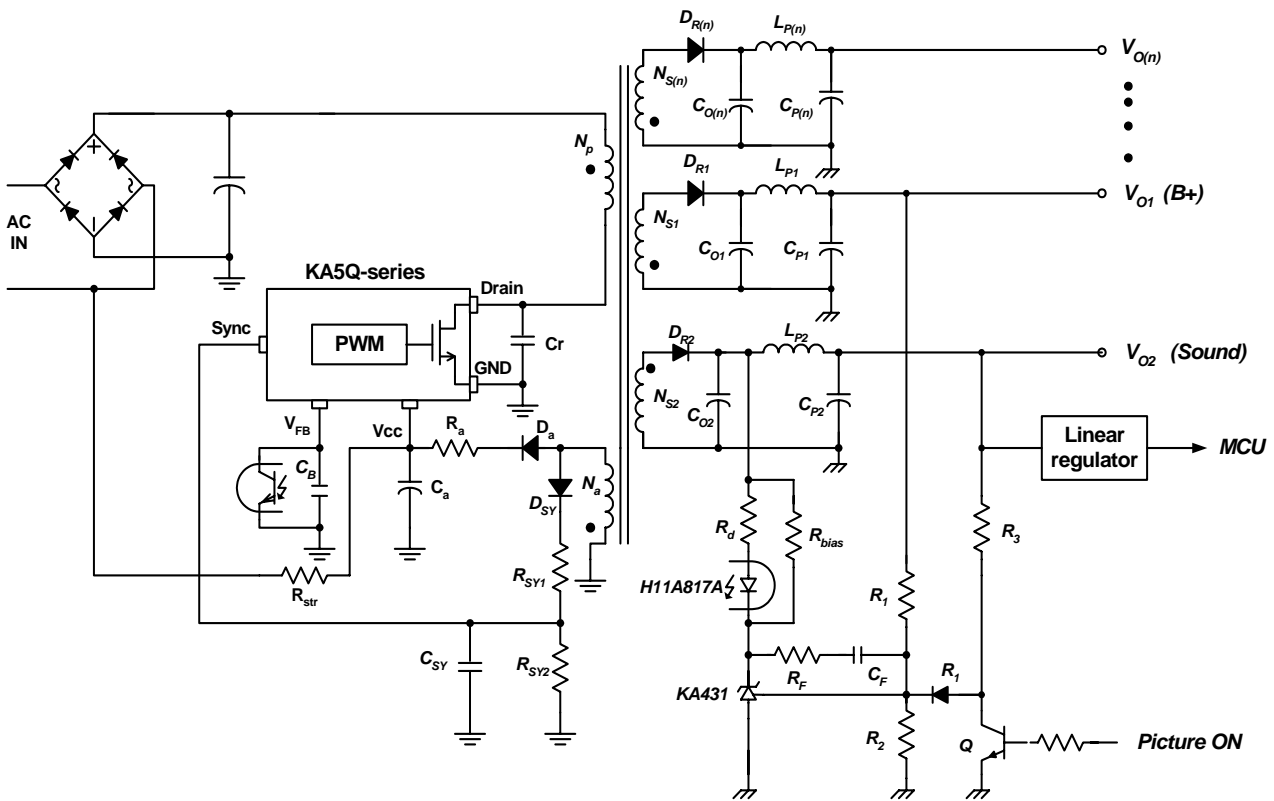 D_R(n)
L_P(n)
V_O(n)
N_S(n)
C_O(n)
C_P(n)
N_p
D_R1
L_P1
V_O1 (B+)
N_S1
C_O1
C_P1
AC
IN
KA5Q-series
Drain
Sync
PWM
Cr
GND
D_R2
L_P2
V_O2 (Sound)
N_S2
C_O2
C_P2
V_FB
Vcc
R_a
D_a
Linear
regulator
MCU
C_B
C_a
D_SY
N_a
R_d
R_bias
R_3
R_str
R_SY1
H11A817A
R_1
C_SY
R_SY2
R_F
C_F
R_1
KA431
R_2
Q
Picture ON